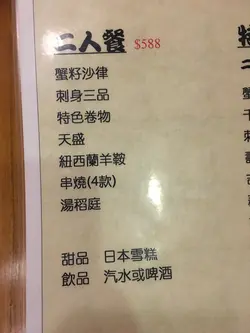 二人餐 $588
蟹籽沙律
刺身三品
特色卷物
天盛
紐西蘭羊鞍
串燒(4款)
湯稻庭
甜品 日本雪糕
飲品 汽水或啤酒